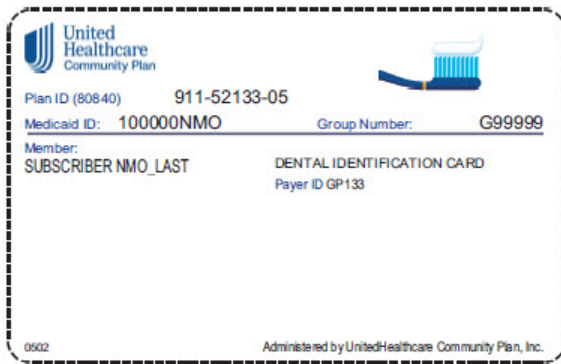 United
Healthcare
Community Plan
Plan ID (80840) 911-52133-05
Medicaid ID: 100000NMO Group Number: G99999
Member:
SUBSCRIBER NMO_LAST
DENTAL IDENTIFICATION CARD
Payer ID GP133
0502 Administered by UnitedHealthcare Community Plan, Inc.